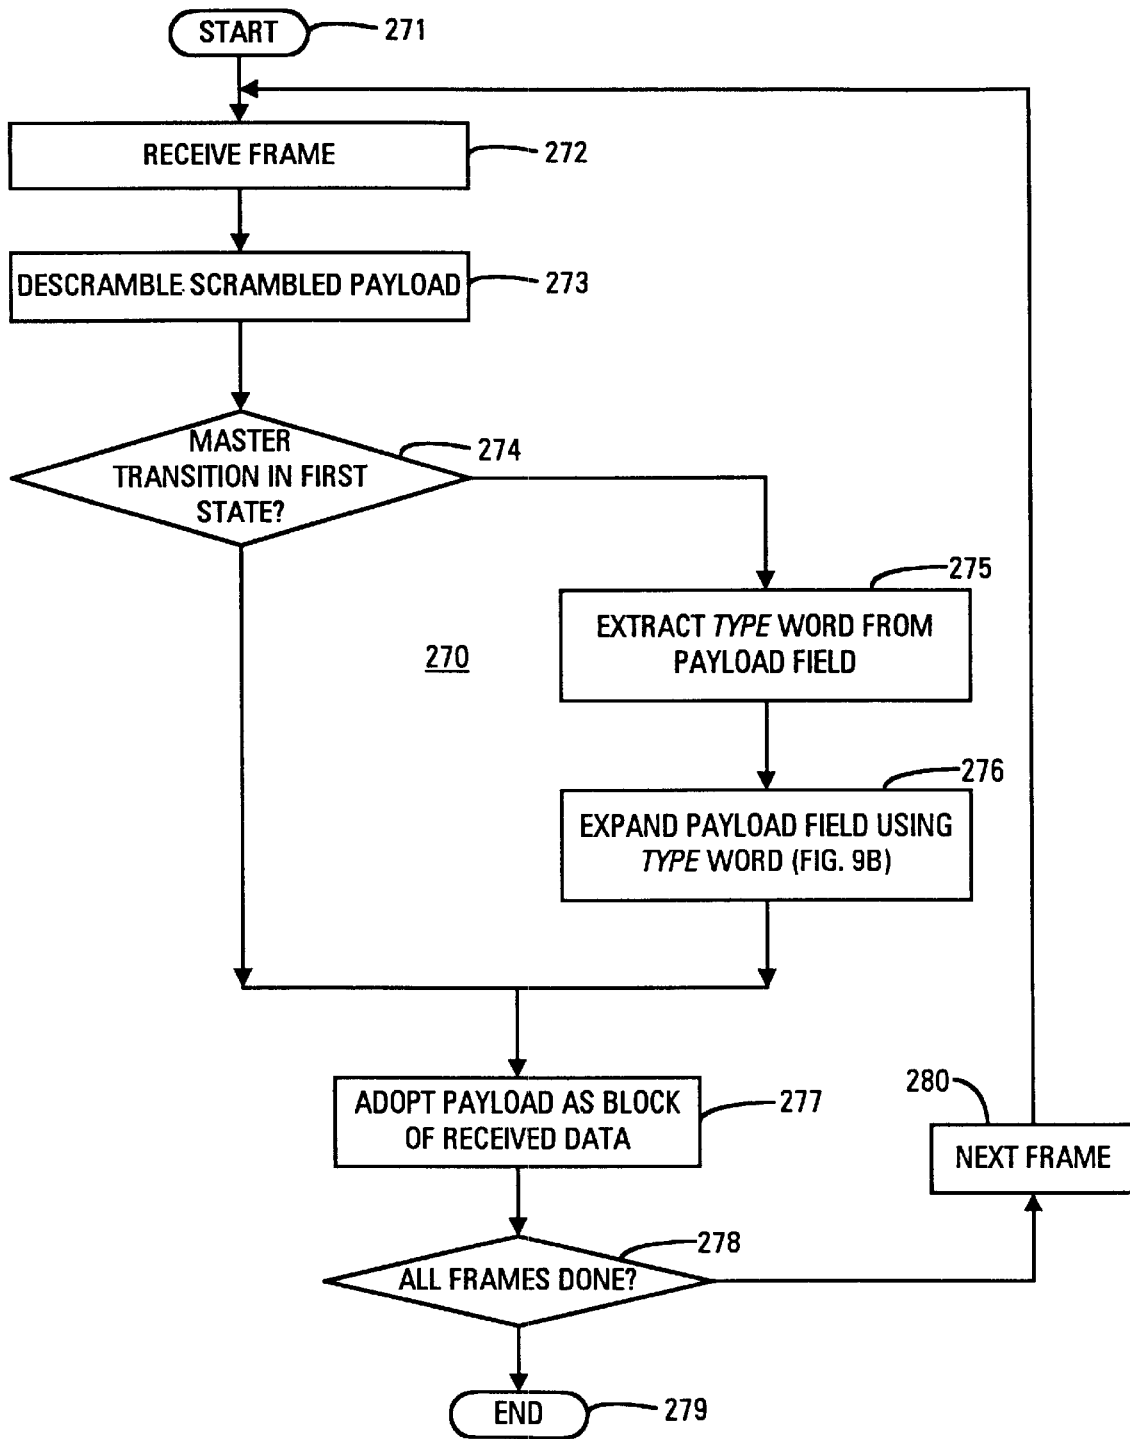 START
271
RECEIVE FRAME
272
DESCRAMBLE SCRAMBLED PAYLOAD
273
MASTER
TRANSITION IN FIRST
STATE?
274
275
EXTRACT TYPE WORD FROM
PAYLOAD FIELD
270
276
EXPAND PAYLOAD FIELD USING
TYPE WORD (FIG. 9B)
ADOPT PAYLOAD AS BLOCK
OF RECEIVED DATA
277
280
NEXT FRAME
278
ALL FRAMES DONE?
END
279